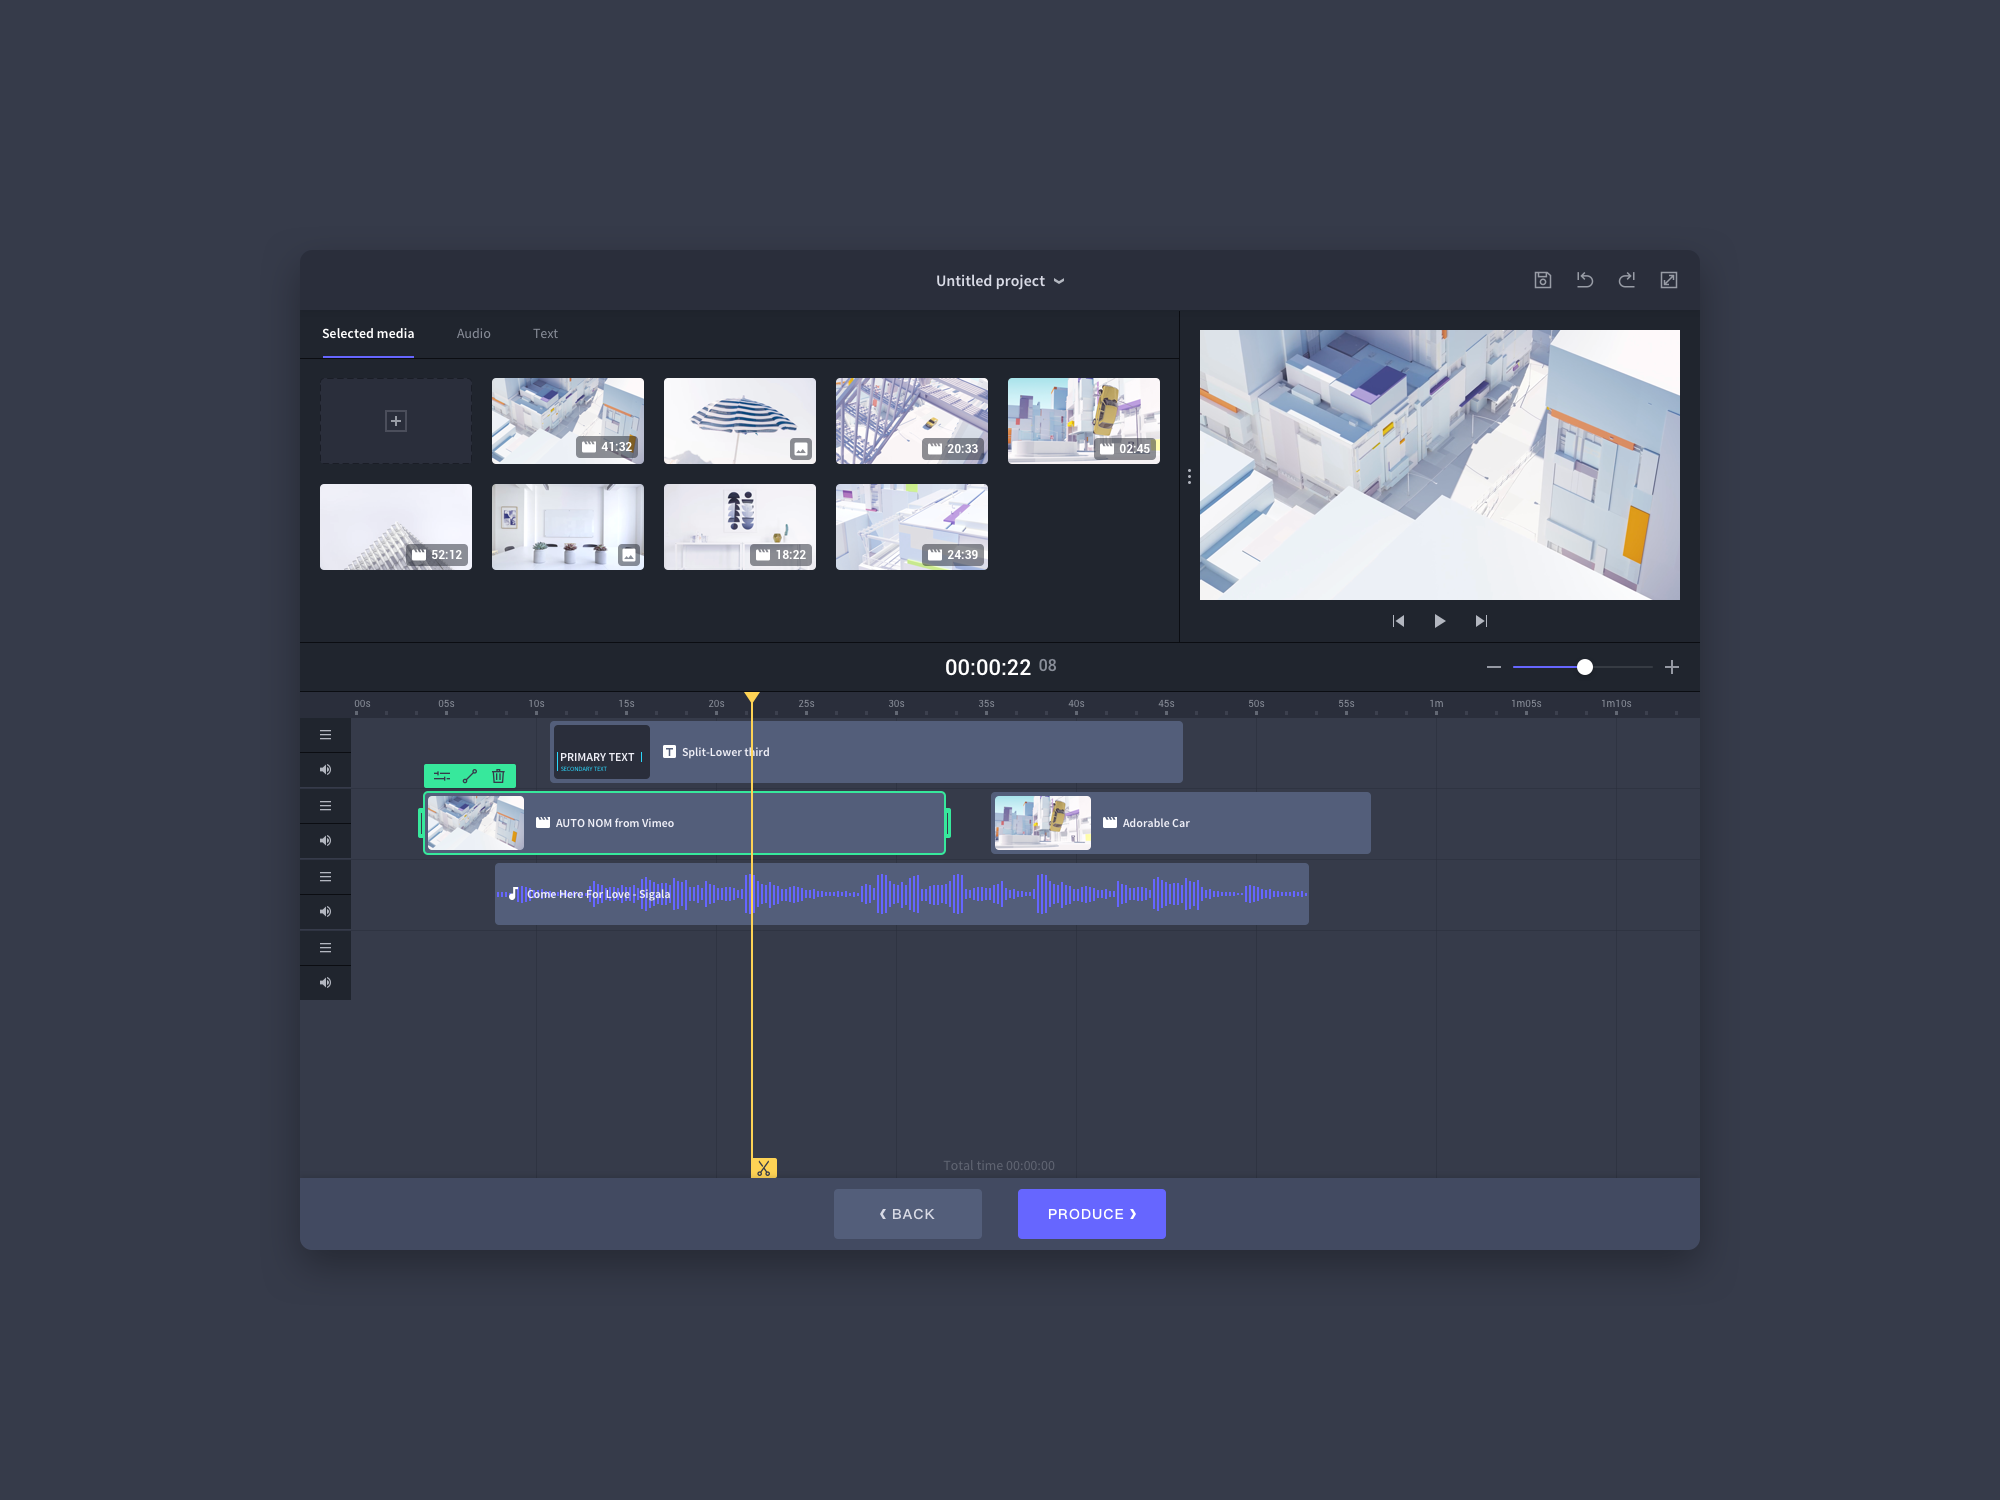 Untitled project
Selected media Audio Text
41:32
20:33
02:45
52:12
18:22
24:39
00:00:22 08
00s 05s 10s 15s 20s 25s 30s 35s 40s 45s 50s 55s 1m 1m05s 1m10s
PRIMARY TEXT
SECONDARY TEXT
T Split-Lower third
AUTO NOM from Vimeo
Adorable Car
Come Here For Love - Sigala
Total time 00:00:00
‹ BACK
PRODUCE ›